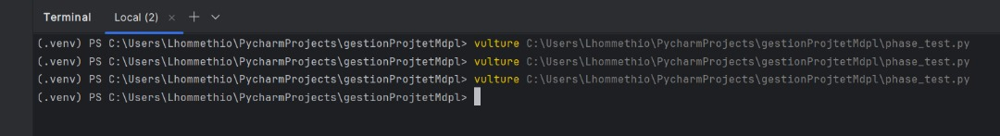 Terminal Local (2) × + ∨
(.venv) PS C:\Users\Lhommethio\PycharmProjects\gestionProjtetMdpl> vulture C:\Users\Lhommethio\PycharmProjects\gestionProjtetMdpl\phase_test.py
(.venv) PS C:\Users\Lhommethio\PycharmProjects\gestionProjtetMdpl> vulture C:\Users\Lhommethio\PycharmProjects\gestionProjtetMdpl\phase_test.py
(.venv) PS C:\Users\Lhommethio\PycharmProjects\gestionProjtetMdpl> vulture C:\Users\Lhommethio\PycharmProjects\gestionProjtetMdpl\phase_test.py
(.venv) PS C:\Users\Lhommethio\PycharmProjects\gestionProjtetMdpl>